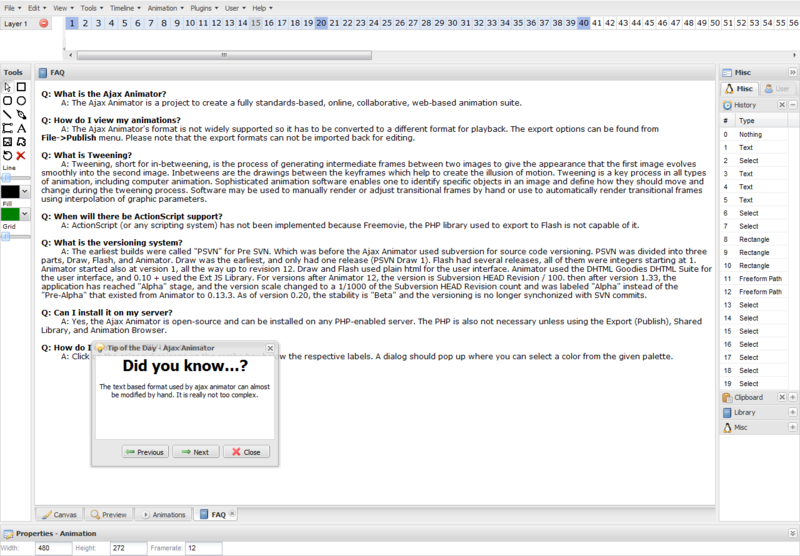 File Edit View Tools Timeline Animation Plugins User Help
Layer 1
1 2 3 4 5 6 7 8 9 10 11 12 13 14 15 16 17 18 19 20 21 22 23 24 25 26 27 28 29 30 31 32 33 34 35 36 37 38 39 40 41 42 43 44 45 46 47 48 49 50 51 52 53 54 55 56
Tools
Line
Fill
Grid
FAQ
Q: What is the Ajax Animator?
A: The Ajax Animator is a project to create a fully standards-based, online, collaborative, web-based animation suite.
Q: How do I view my animations?
A: The Ajax Animator's format is not widely supported so it has to be converted to a different format for playback. The export options can be found from
File->Publish menu. Please note that the export formats can not be imported back for editing.
Q: What is Tweening?
A: Tweening, short for in-betweening, is the process of generating intermediate frames between two images to give the appearance that the first image evolves
smoothly into the second image. Inbetweens are the drawings between the keyframes which help to create the illusion of motion. Tweening is a key process in all types
of animation, including computer animation. Sophisticated animation software enables one to identify specific objects in an image and define how they should move and
change during the tweening process. Software may be used to manually render or adjust transitional frames by hand or use to automatically render transitional frames
using interpolation of graphic parameters.
Q: When will there be ActionScript support?
A: ActionScript (or any scripting system) has not been implemented because Freemovie, the PHP library used to export to Flash is not capable of it.
Q: What is the versioning system?
A: The earliest builds were called "PSVN" for Pre SVN. Which was before the Ajax Animator used subversion for source code versioning. PSVN was divided into three
parts, Draw, Flash, and Animator. Draw was the earliest, and only had one release (PSVN Draw 1). Flash had several releases, all of them were integers starting at 1.
Animator started also at version 1, all the way up to revision 12. Draw and Flash used plain html for the user interface. Animator used the DHTML Goodies DHTML Suite for
the user interface, and 0.10 + used the Ext JS Library. For versions after Animator 12, the version is Subversion HEAD Revision / 100. then after version 1.33, the
application has reached "Alpha" stage, and the version scale changed to a 1/1000 of the Subversion HEAD Revision count and was labeled "Alpha" instead of the
"Pre-Alpha" that existed from Animator to 0.13.3. As of version 0.20, the stability is "Beta" and the versioning is no longer synchonized with SVN commits.
Q: Can I install it on my server?
A: Yes, the Ajax Animator is open-source and can be installed on any PHP-enabled server. The PHP is also not necessary unless using the Export (Publish), Shared
Library, and Animation Browser.
Q: How do I
A: Click the respective labels. A dialog should pop up where you can select a color from the given palette.
Tip of the Day - Ajax Animator
Did you know...?
The text based format used by ajax animator can almost
be modified by hand. It is really not too complex.
Previous Next Close
Canvas Preview Animations FAQ
Misc
Misc User
History
# Type
0 Nothing
1 Text
2 Select
3 Text
4 Text
5 Text
6 Select
7 Select
8 Rectangle
9 Rectangle
10 Rectangle
11 Freeform Path
12 Freeform Path
13 Select
14 Select
15 Select
16 Select
17 Select
18 Select
19 Select
Clipboard
Library
Misc
Properties - Animation
Width: 480 Height: 272 Framerate: 12